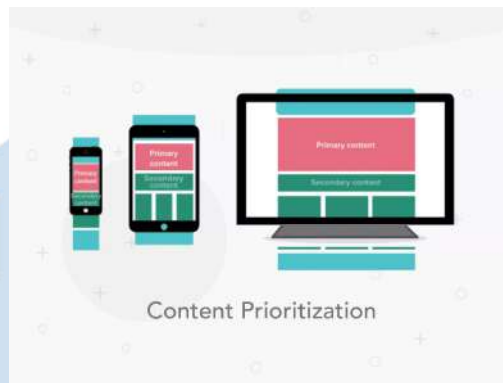 Primary
content
Secondary
content
Primary
content
Secondary
content
Primary content
Secondary content
Content Prioritization